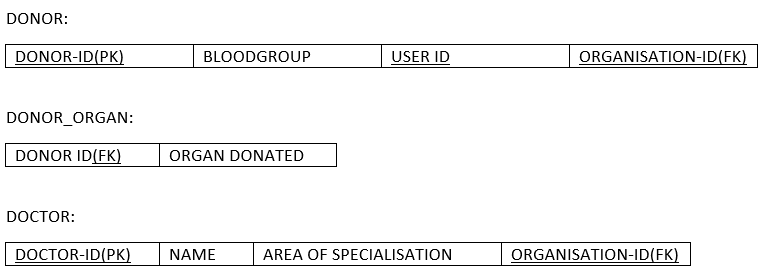 DONOR:
DONOR-ID(PK) BLOODGROUP USER ID ORGANISATION-ID(FK)
DONOR_ORGAN:
DONOR ID(FK) ORGAN DONATED
DOCTOR:
DOCTOR-ID(PK) NAME AREA OF SPECIALISATION ORGANISATION-ID(FK)